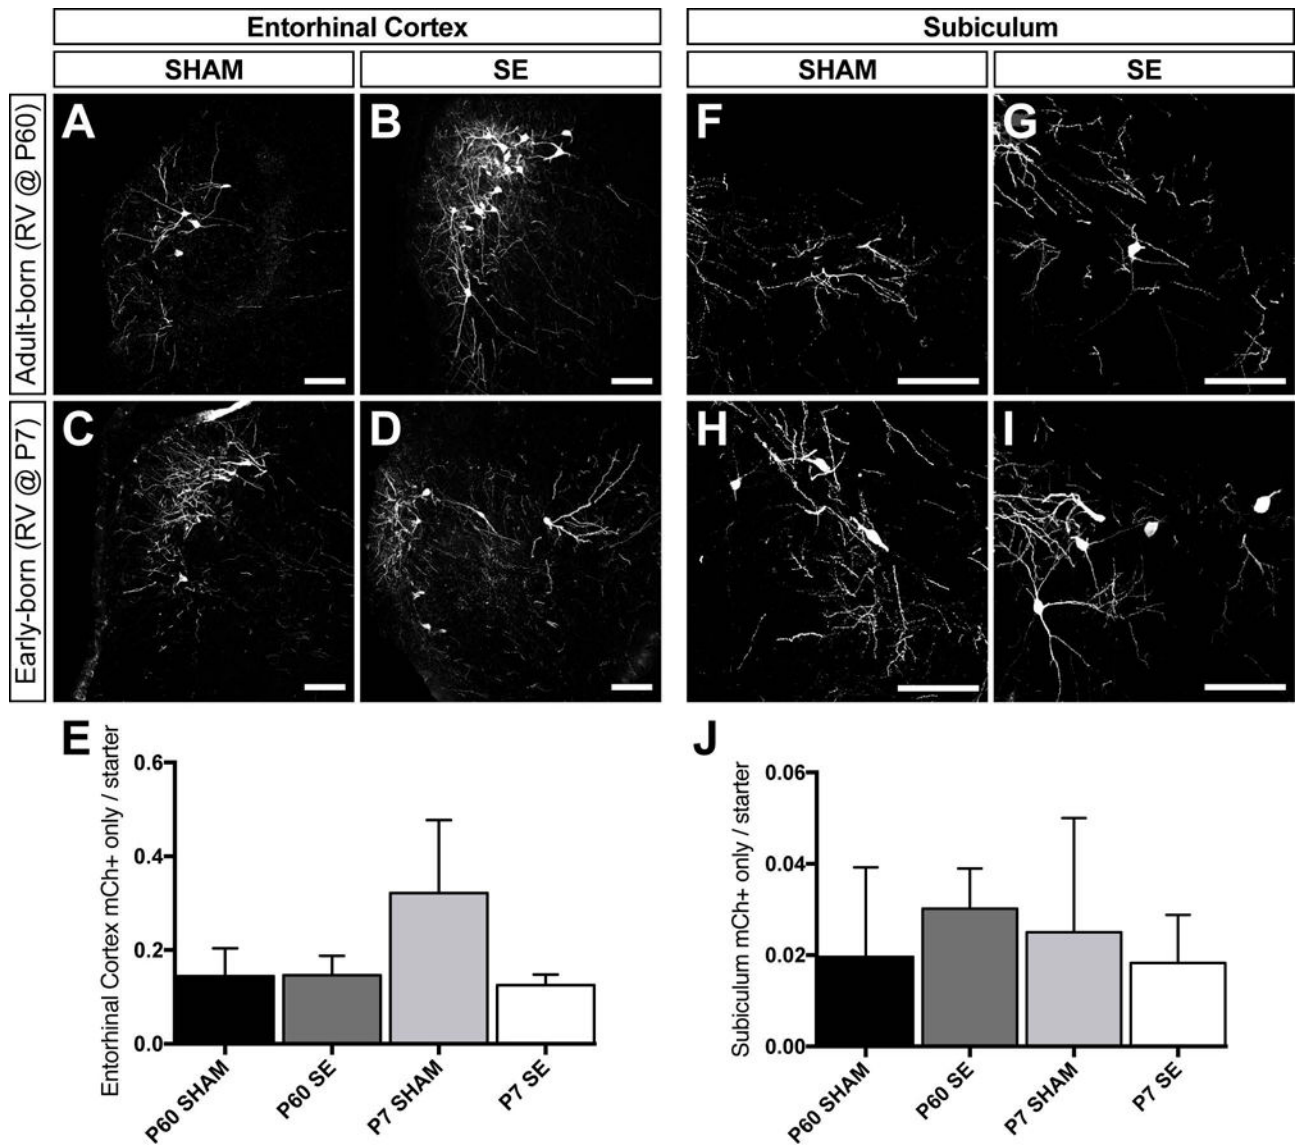 Entorhinal Cortex
Subiculum
SHAM
SE
SHAM
SE
Adult-born (RV @ P60)
A
B
F
G
Early-born (RV @ P7)
C
D
H
I
E
Entorhinal Cortex mCh+ only / starter
0.6
0.4
0.2
0.0
P60 SHAM
P60 SE
P7 SHAM
P7 SE
J
Subiculum mCh+ only / starter
0.06
0.04
0.02
0.00
P60 SHAM
P60 SE
P7 SHAM
P7 SE